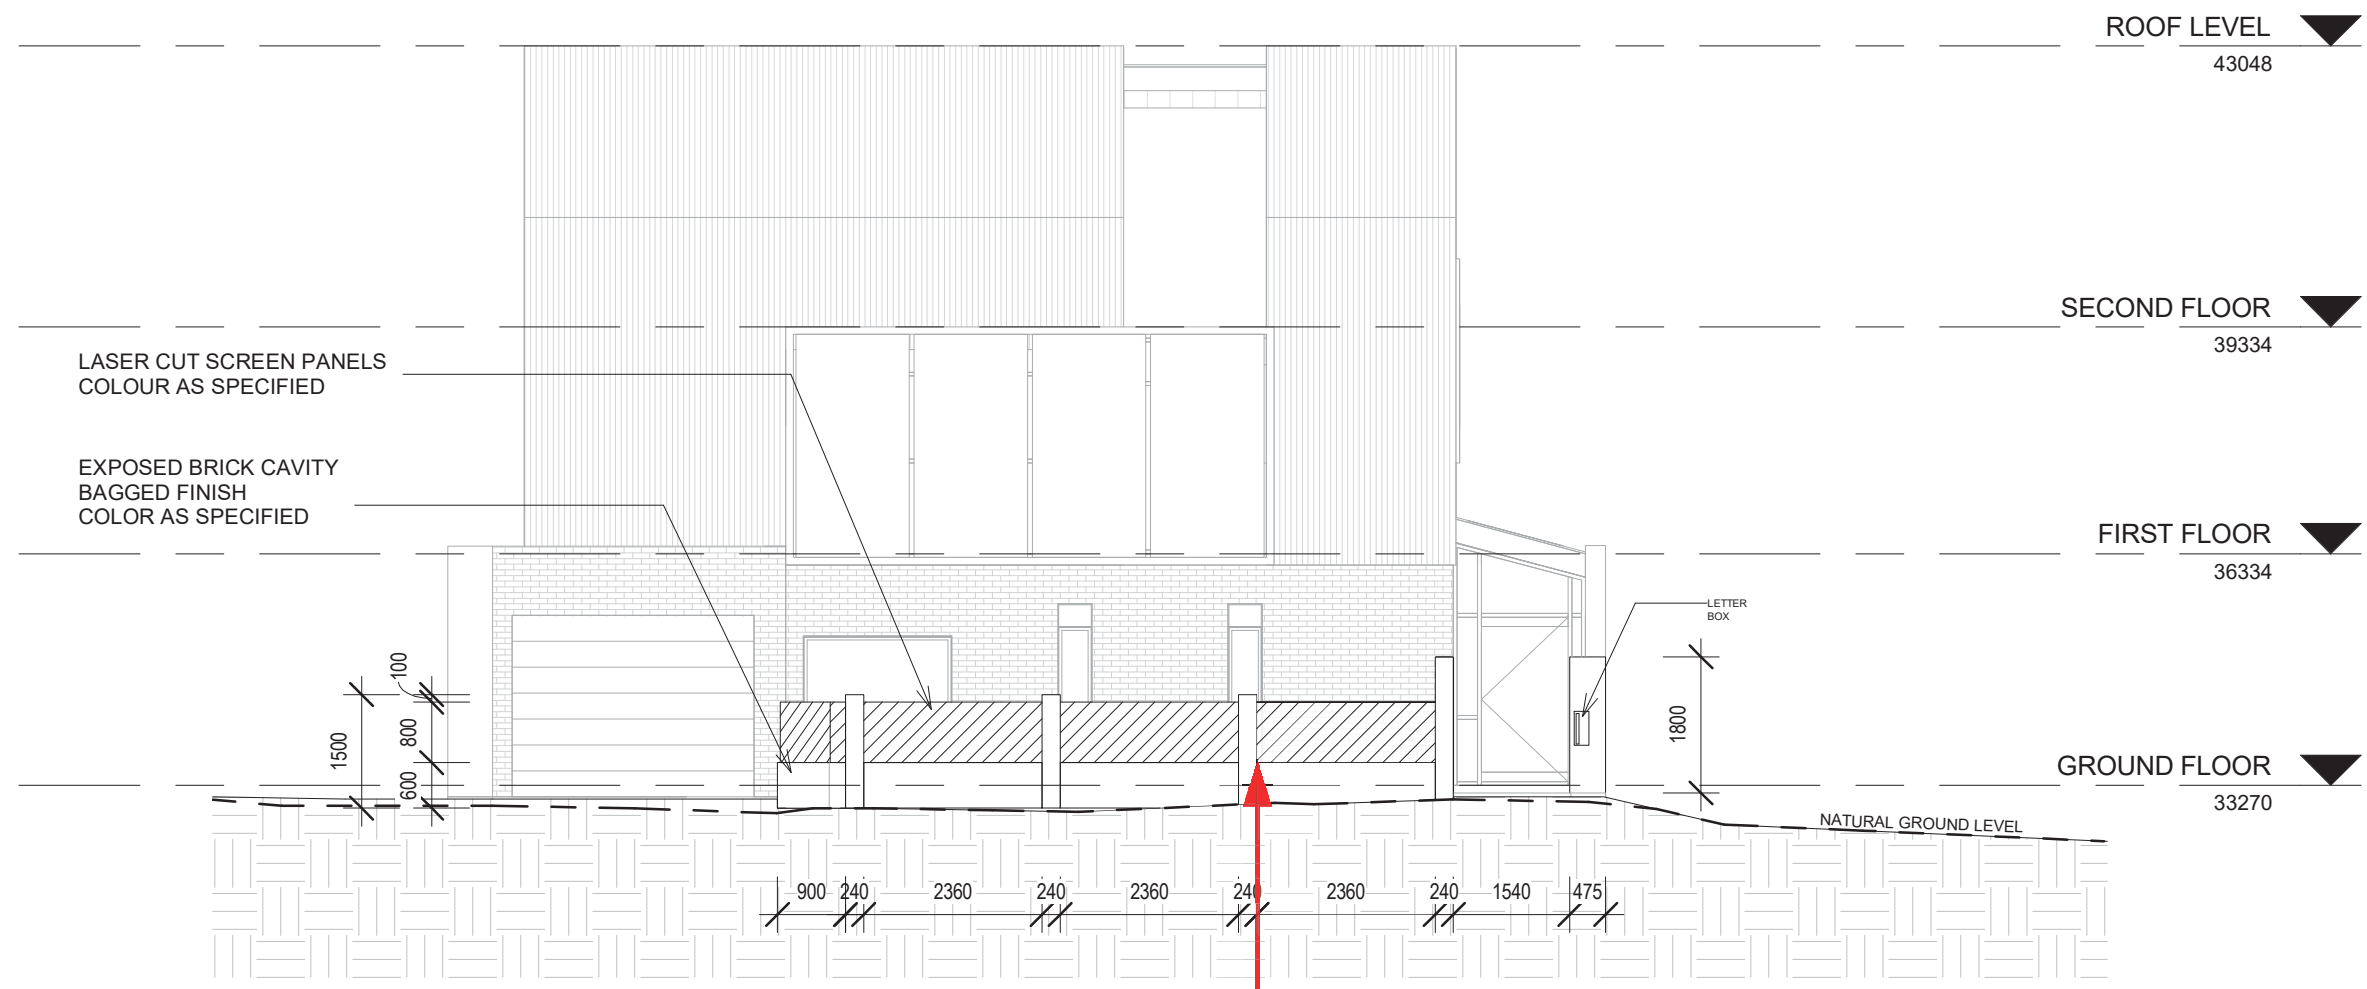 ROOF LEVEL
43048
SECOND FLOOR
39334
LASER CUT SCREEN PANELS
COLOUR AS SPECIFIED
EXPOSED BRICK CAVITY
BAGGED FINISH
COLOR AS SPECIFIED
FIRST FLOOR
36334
LETTER
BOX
100
800
1500
600
1800
GROUND FLOOR
33270
NATURAL GROUND LEVEL
900 240 2360 240 2360 240 2360 240 1540 475